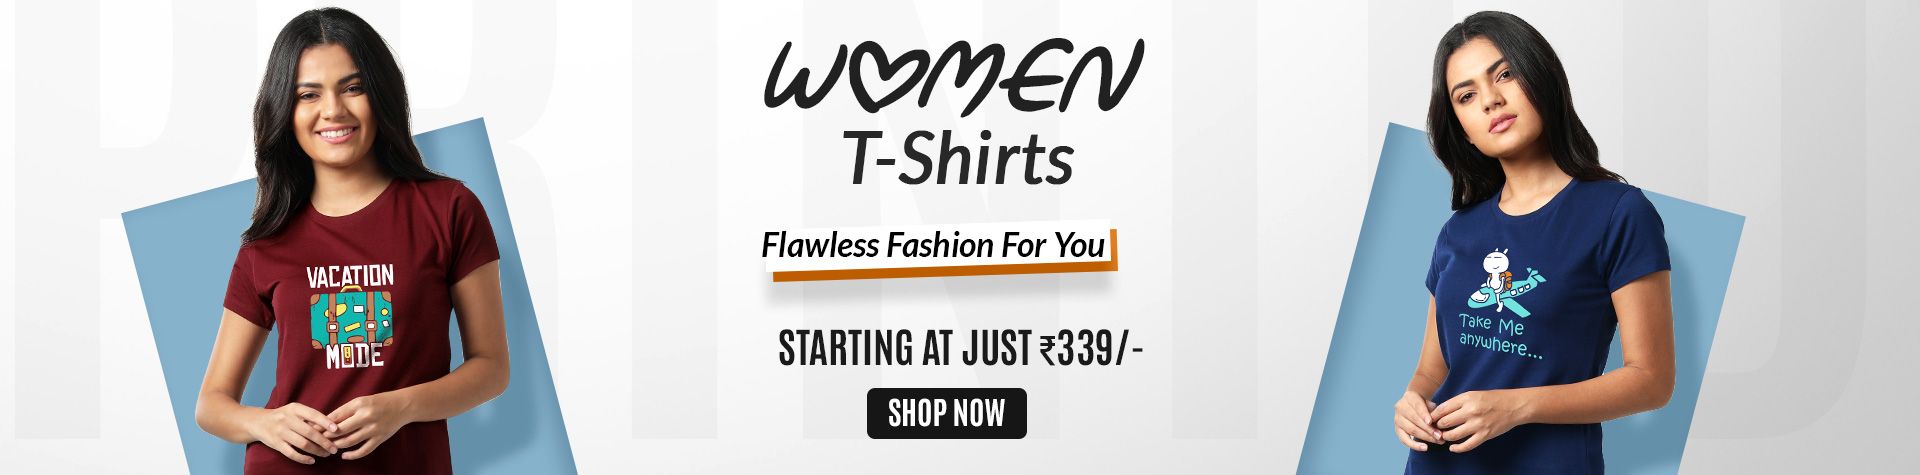 VACATION
MODE
WOMEN
T-Shirts
Flawless Fashion For You
STARTING AT JUST ₹339/-
SHOP NOW
Take Me
anywhere...